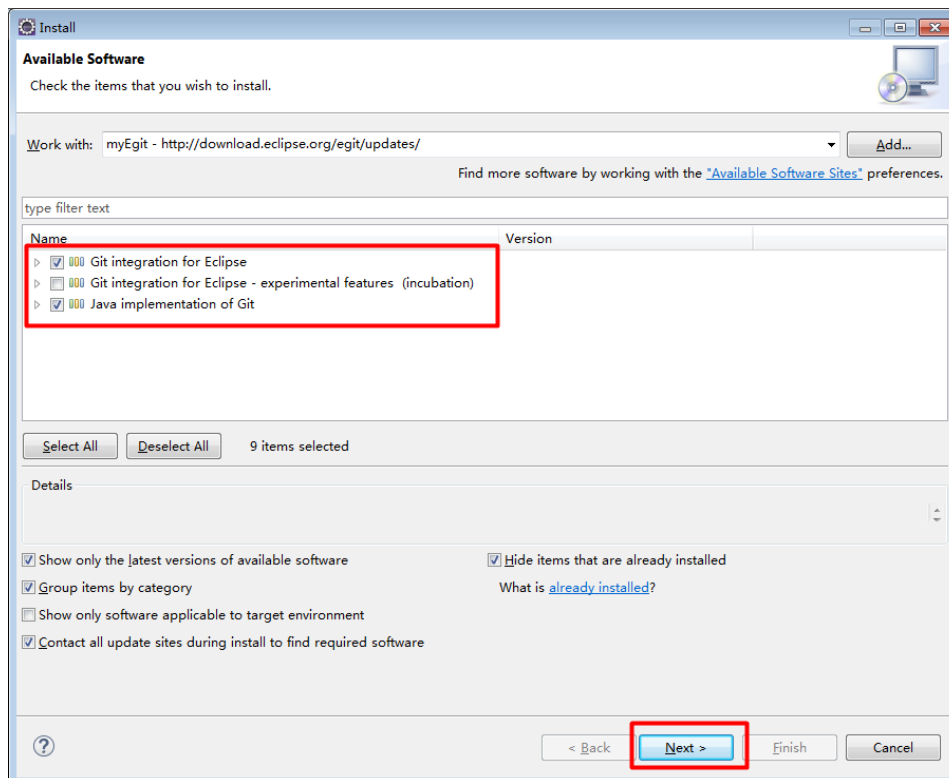 Install
Available Software
Check the items that you wish to install.
Work with: myEgit - http://download.eclipse.org/egit/updates/ Add...
Find more software by working with the "Available Software Sites" preferences.
type filter text
Name Version
Git integration for Eclipse
Git integration for Eclipse - experimental features (incubation)
Java implementation of Git
Select All Deselect All 9 items selected
Details
Show only the latest versions of available software Hide items that are already installed
Group items by category What is already installed?
Show only software applicable to target environment
Contact all update sites during install to find required software
? < Back Next > Finish Cancel